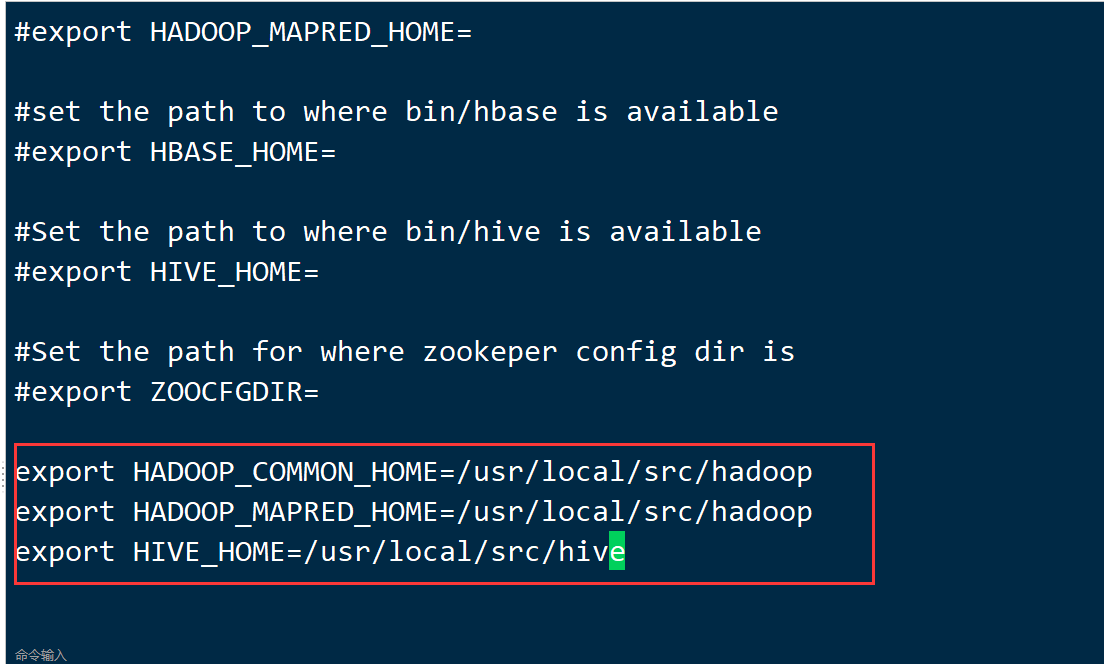 #export HADOOP_MAPRED_HOME=
#set the path to where bin/hbase is available
#export HBASE_HOME=
#Set the path to where bin/hive is available
#export HIVE_HOME=
#Set the path for where zookeper config dir is
#export ZOOCFGDIR=
export HADOOP_COMMON_HOME=/usr/local/src/hadoop
export HADOOP_MAPRED_HOME=/usr/local/src/hadoop
export HIVE_HOME=/usr/local/src/hive
命令输入